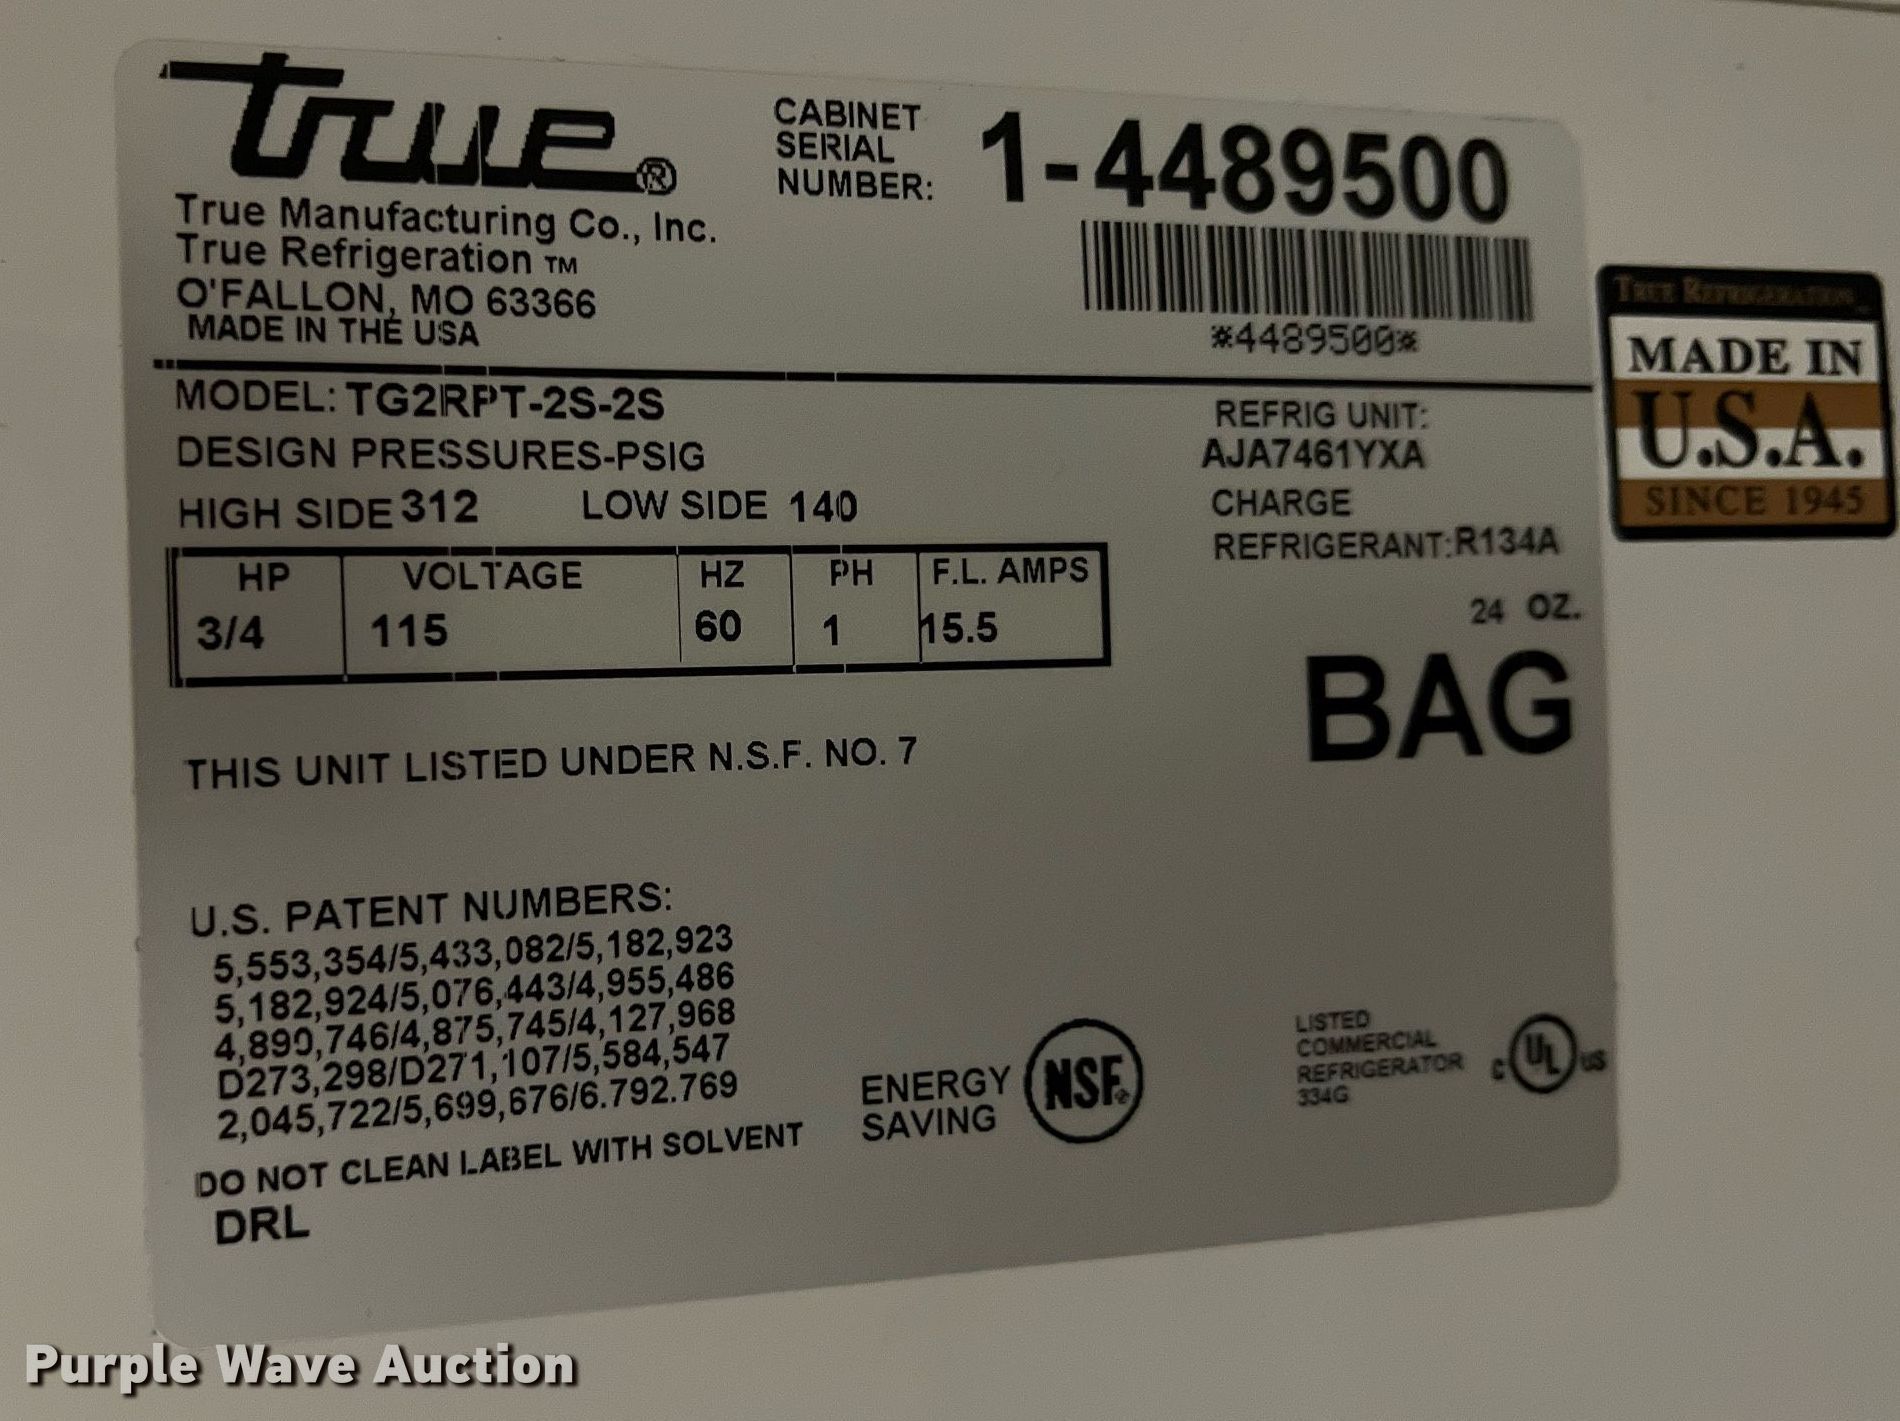 true®
True Manufacturing Co., Inc.
True Refrigeration ™
O'FALLON, MO 63366
MADE IN THE USA
CABINET
SERIAL
NUMBER:
1-4489500
*4489500*
MODEL: TG2RPT-2S-2S
DESIGN PRESSURES-PSIG
HIGH SIDE 312 LOW SIDE 140
REFRIG UNIT:
AJA7461YXA
CHARGE
REFRIGERANT: R134A
24 OZ.
BAG
HP VOLTAGE HZ PH F.L. AMPS
3/4 115 60 1 15.5
THIS UNIT LISTED UNDER N.S.F. NO. 7
U.S. PATENT NUMBERS:
5,553,354/5,433,082/5,182,923
5,182,924/5,076,443/4,955,486
4,890,746/4,875,745/4,127,968
D273,298/D271,107/5,584,547
2,045,722/5,699,676/6.792.769
DO NOT CLEAN LABEL WITH SOLVENT
DRL
ENERGY
SAVING
NSF®
LISTED
COMMERCIAL
REFRIGERATOR
334G
C UL US
TRUE REFRIGERATION
MADE IN
U.S.A.
SINCE 1945
Purple Wave Auction